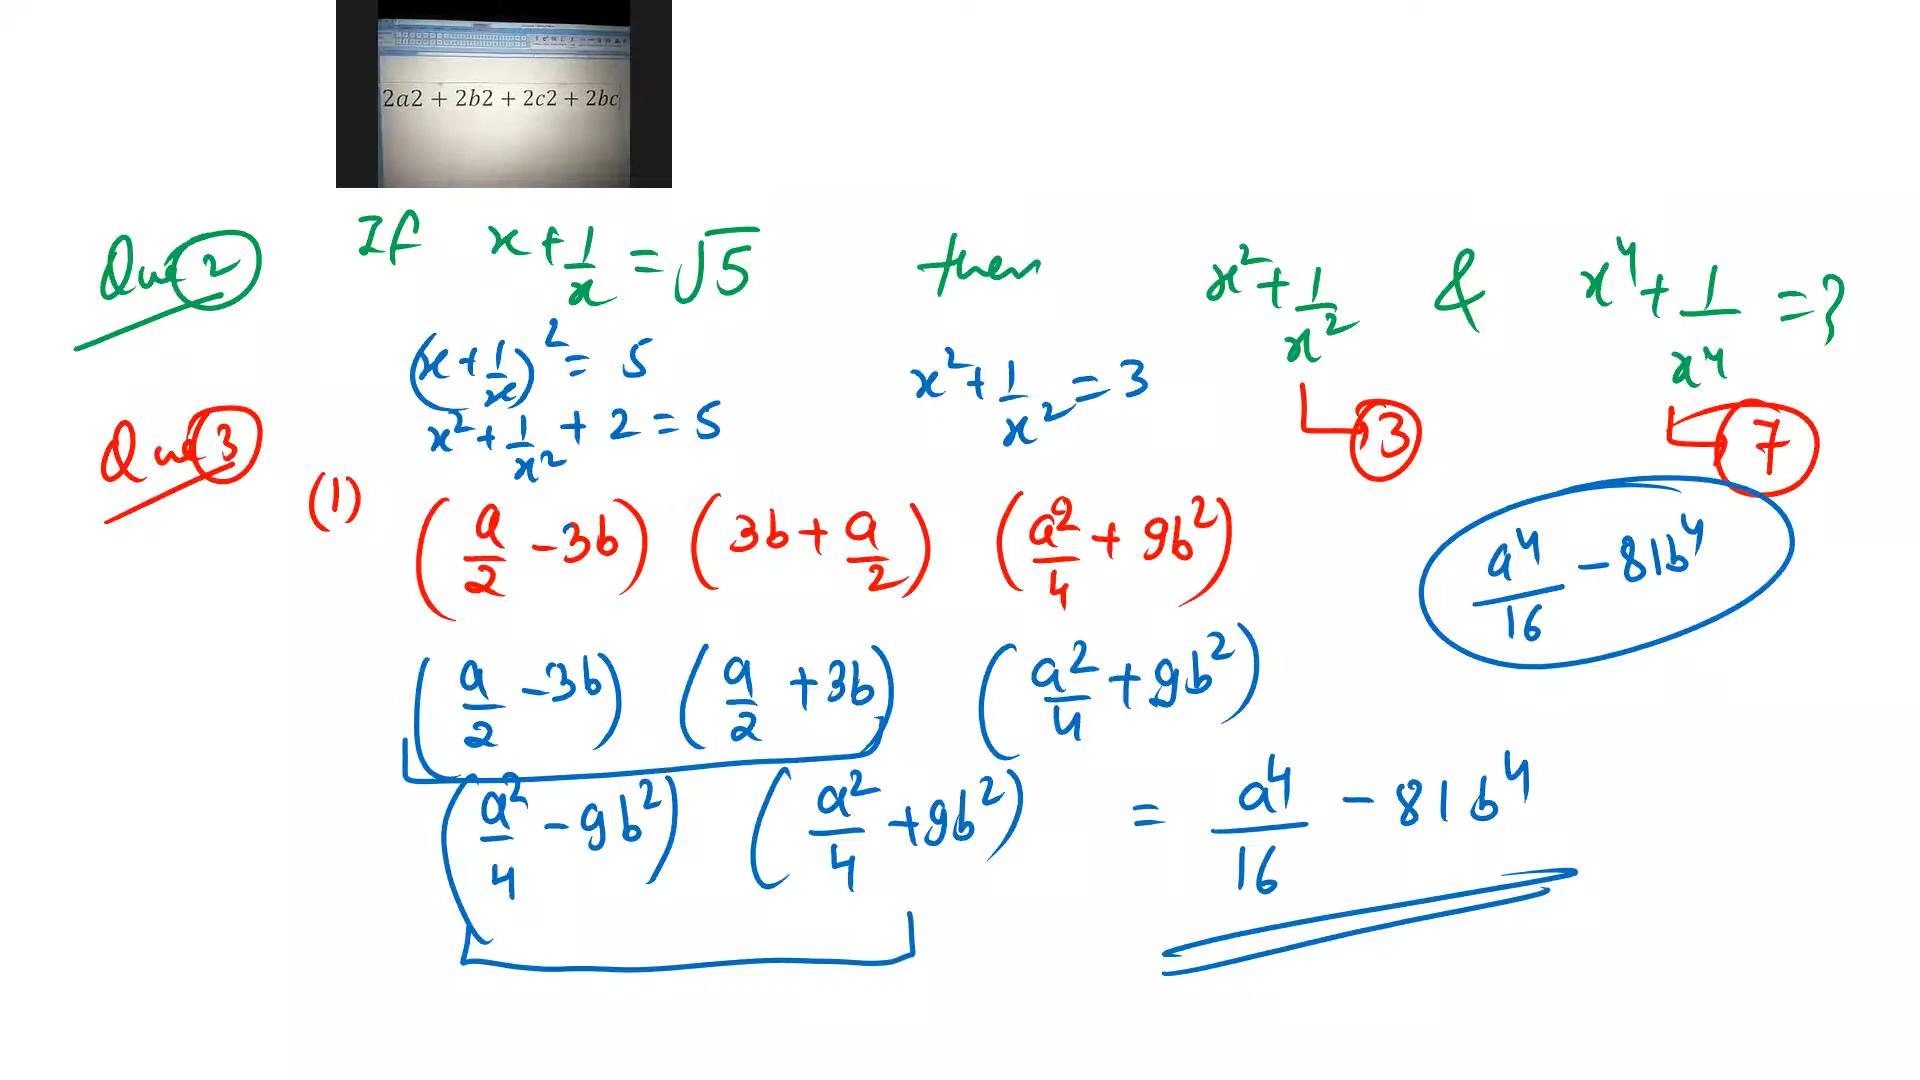 2a2 + 2b2 + 2c2 + 2bc
Que 2 If x + 1/x = √5 then x² + 1/x² & x⁴ + 1/x⁴ = ?
(x + 1/x)² = 5
x² + 1/x² + 2 = 5
x² + 1/x² = 3
3
7
Que 3
(1) (a/2 - 3b) (3b + a/2) (a²/4 + 9b²)
a⁴/16 - 81b⁴
(a/2 - 3b) (a/2 + 3b) (a²/4 + 9b²)
(a²/4 - 9b²) (a²/4 + 9b²) = a⁴/16 - 81b⁴